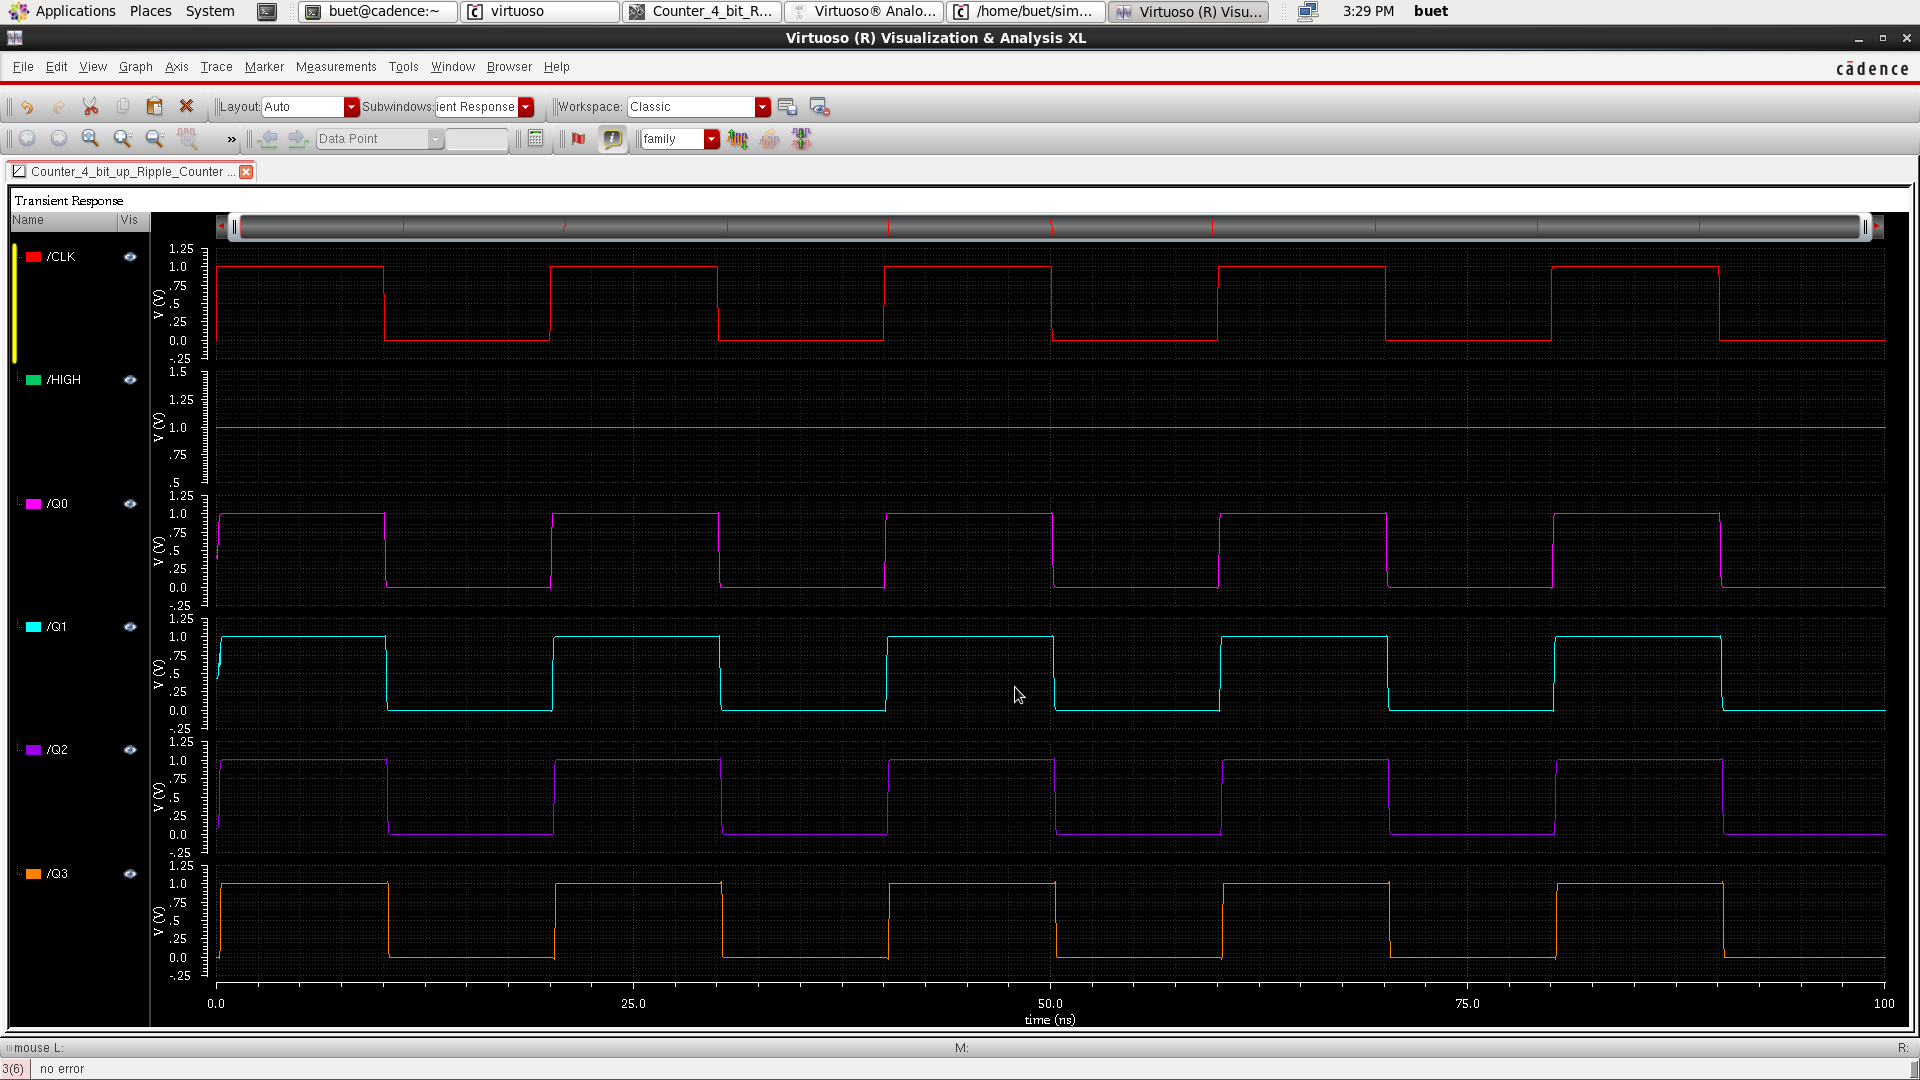 Applications Places System buet@cadence:~ virtuoso Counter_4_bit_R... Virtuoso® Analo... /home/buet/sim... Virtuoso (R) Visu... 3:29 PM buet
Virtuoso (R) Visualization & Analysis XL
File Edit View Graph Axis Trace Marker Measurements Tools Window Browser Help
cādence
Layout: Auto Subwindows: ient Response Workspace: Classic
» Data Point family
Counter_4_bit_up_Ripple_Counter ...
Transient Response
Name Vis
/CLK
V (V)
1.25
1.0
.75
.5
.25
0.0
-.25
/HIGH
V (V)
1.5
1.25
1.0
.75
.5
/Q0
V (V)
1.25
1.0
.75
.5
.25
0.0
-.25
/Q1
V (V)
1.25
1.0
.75
.5
.25
0.0
-.25
/Q2
V (V)
1.25
1.0
.75
.5
.25
0.0
-.25
/Q3
V (V)
1.25
1.0
.75
.5
.25
0.0
-.25
0.0 25.0 50.0 75.0 100
time (ns)
mouse L: M: R:
3(6) no error